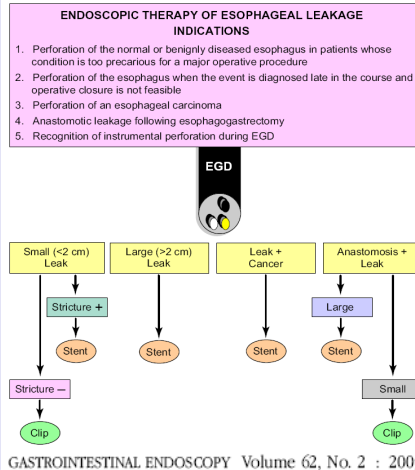 ENDOSCOPIC THERAPY OF ESOPHAGEAL LEAKAGE
INDICATIONS
1. Perforation of the normal or benignly diseased esophagus in patients whose
condition is too precarious for a major operative procedure
2. Perforation of the esophagus when the event is diagnosed late in the course and
operative closure is not feasible
3. Perforation of an esophageal carcinoma
4. Anastomotic leakage following esophagogastrectomy
5. Recognition of instrumental perforation during EGD
EGD
Small (<2 cm)
Leak
Large (>2 cm)
Leak
Leak +
Cancer
Anastomosis +
Leak
Stricture +
Large
Stent
Stent
Stent
Stent
Stricture —
Small
Clip
Clip
GASTROINTESTINAL ENDOSCOPY Volume 62, No. 2 : 200